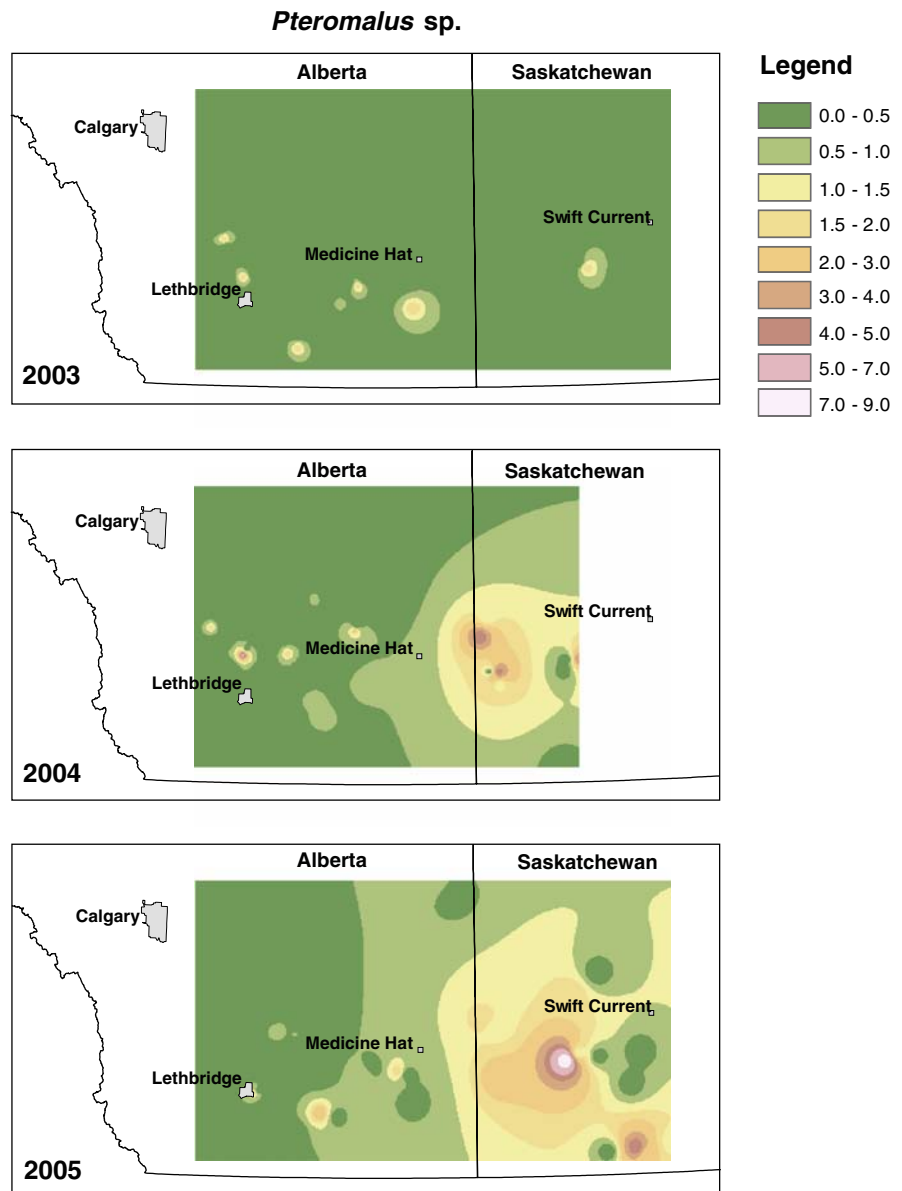 Pteromalus sp.
Alberta
Saskatchewan
Calgary
Swift Current
Medicine Hat
Lethbridge
2003
Legend
0.0 - 0.5
0.5 - 1.0
1.0 - 1.5
1.5 - 2.0
2.0 - 3.0
3.0 - 4.0
4.0 - 5.0
5.0 - 7.0
7.0 - 9.0
Alberta
Saskatchewan
Calgary
Swift Current
Medicine Hat
Lethbridge
2004
Alberta
Saskatchewan
Calgary
Swift Current
Medicine Hat
Lethbridge
2005